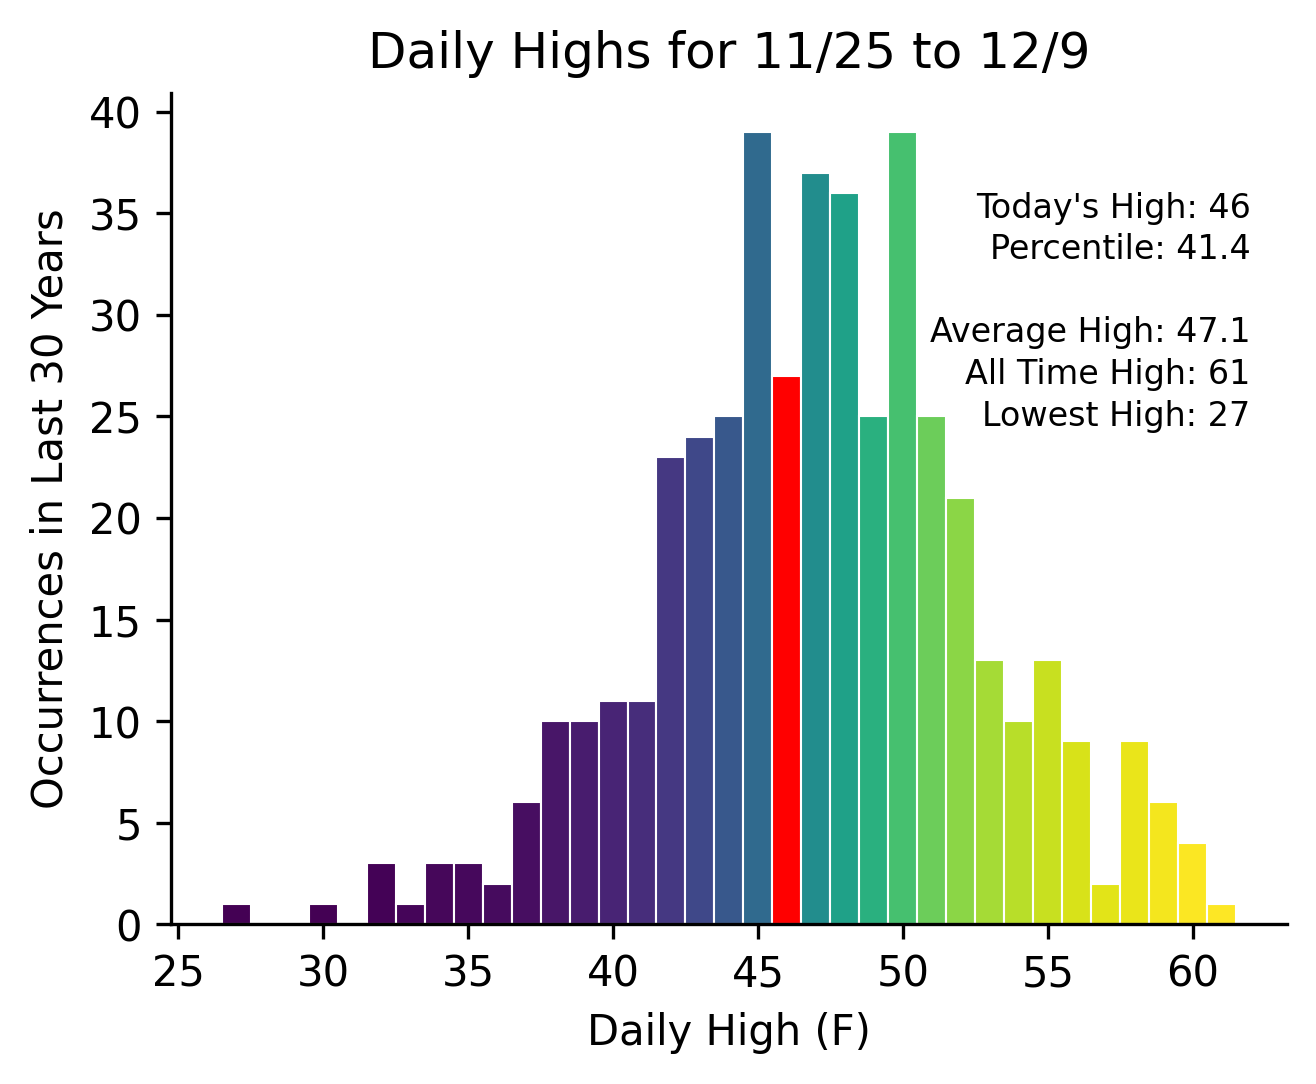 Daily Highs for 11/25 to 12/9
40
35
30
25
20
15
10
5
0
Occurrences in Last 30 Years
Today's High: 46
Percentile: 41.4
Average High: 47.1
All Time High: 61
Lowest High: 27
25 30 35 40 45 50 55 60
Daily High (F)